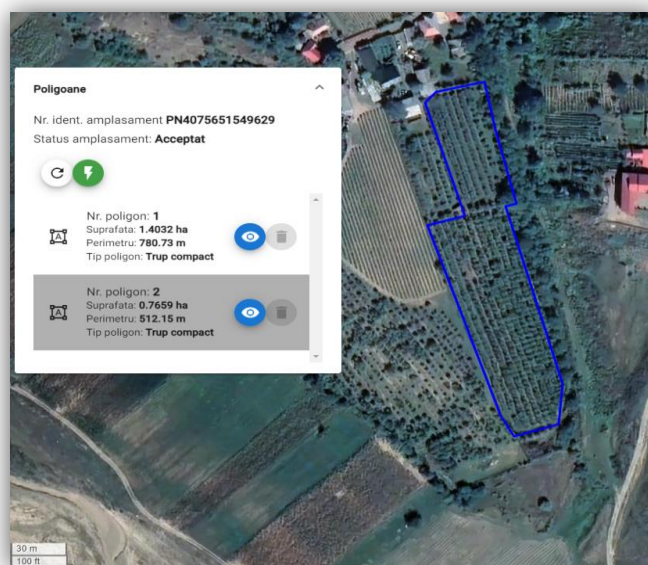 Poligoane
Nr. ident. amplasament PN4075651549629
Status amplasament: Acceptat
Nr. poligon: 1
Suprafata: 1.4032 ha
Perimetru: 780.73 m
Tip poligon: Trup compact
Nr. poligon: 2
Suprafata: 0.7659 ha
Perimetru: 512.15 m
Tip poligon: Trup compact
30 m
100 ft